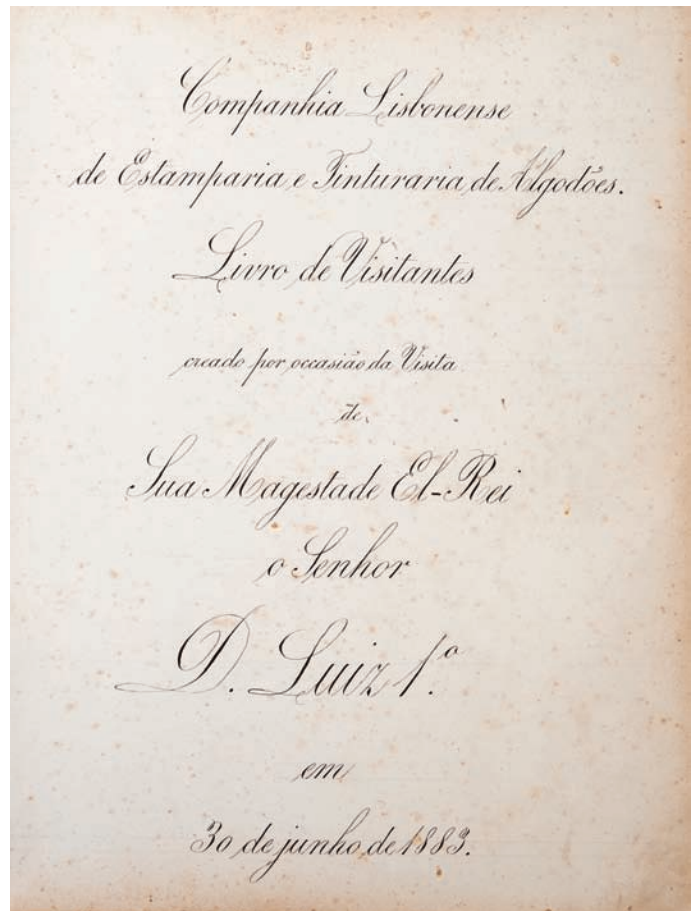 Companhia Lisbonense
de Estamparia e Tinturaria de Algodões.
Livro de Visitantes
creado por occasião da Visita
de
Sua Magestade El-Rei
o Senhor
D. Luiz 1.º
em
30 de junho de 1883.